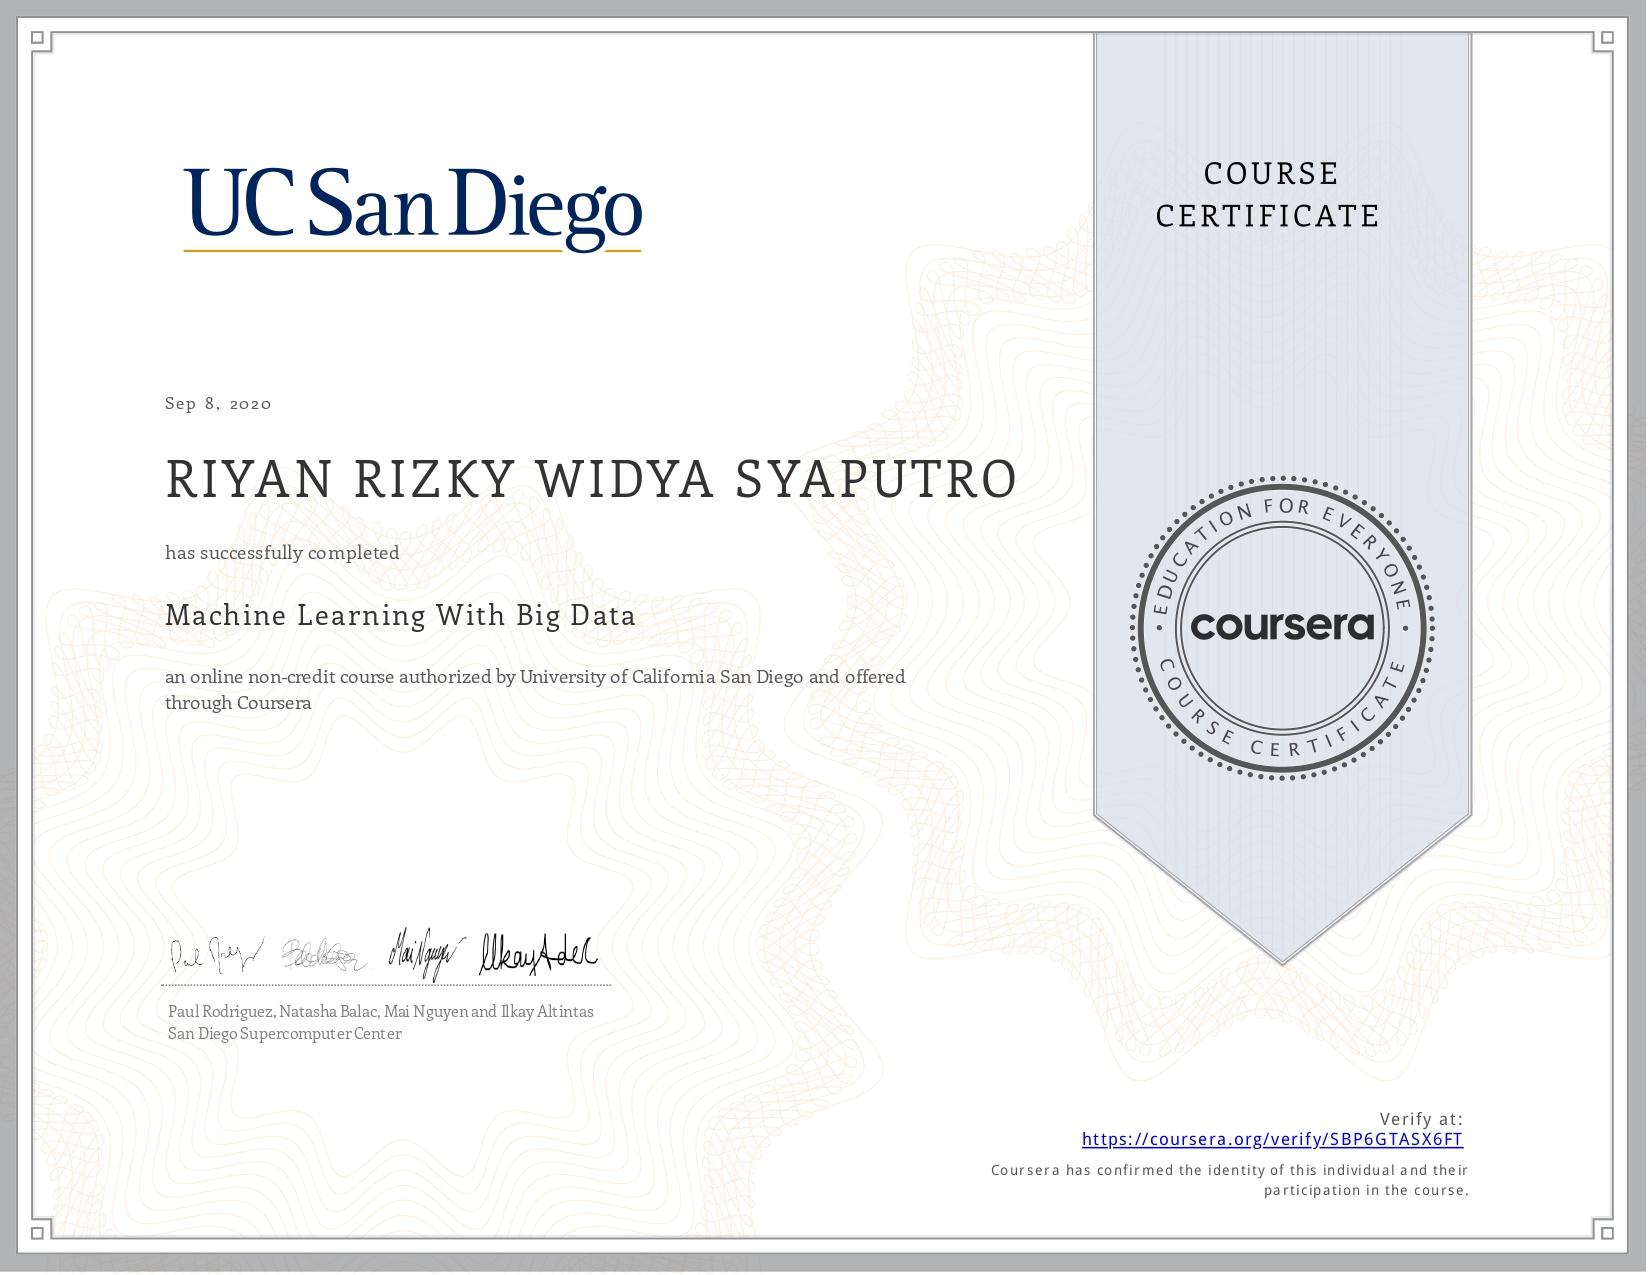 UC San Diego
COURSE
CERTIFICATE
Sep 8, 2020
RIYAN RIZKY WIDYA SYAPUTRO
has successfully completed
Machine Learning With Big Data
an online non-credit course authorized by University of California San Diego and offered
through Coursera
EDUCATION FOR EVERYONE
coursera
COURSE CERTIFICATE
Paul Rodriguez, Natasha Balac, Mai Nguyen and Ilkay Altintas
San Diego Supercomputer Center
Verify at:
https://coursera.org/verify/SBP6GTASX6FT
Coursera has confirmed the identity of this individual and their
participation in the course.